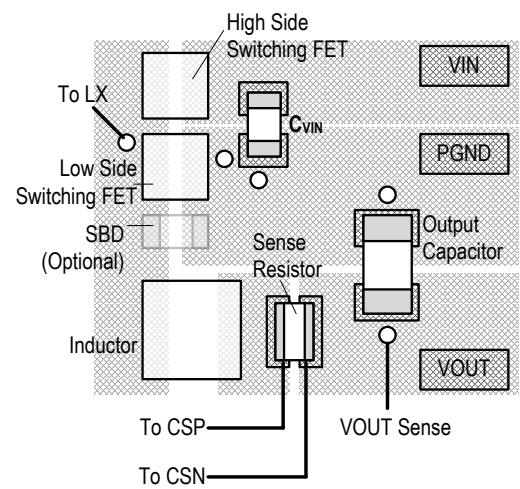 High Side
Switching FET
VIN
To LX
CVIN
PGND
Low Side
Switching FET
SBD
(Optional)
Sense
Resistor
Output
Capacitor
Inductor
VOUT
To CSP
VOUT Sense
To CSN